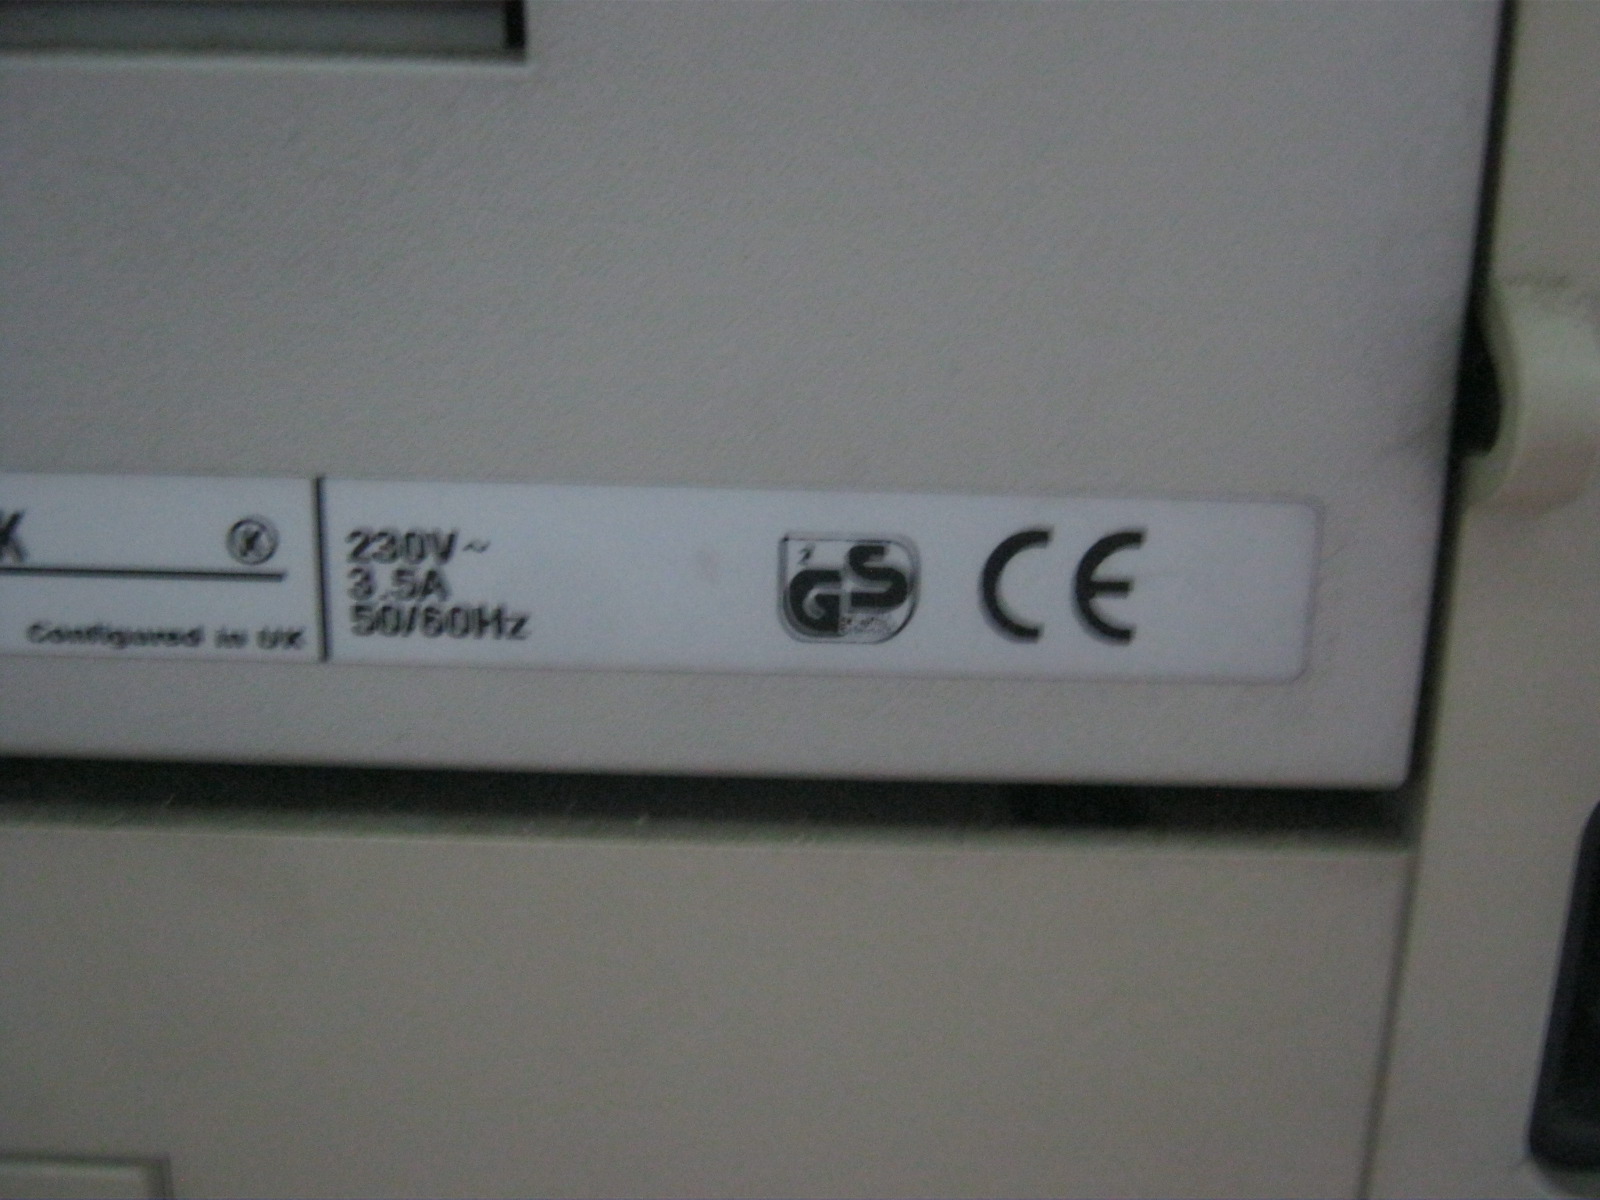 K
Ⓚ
Configured in UK
230V~
3.5A
50/60Hz
GS
CE